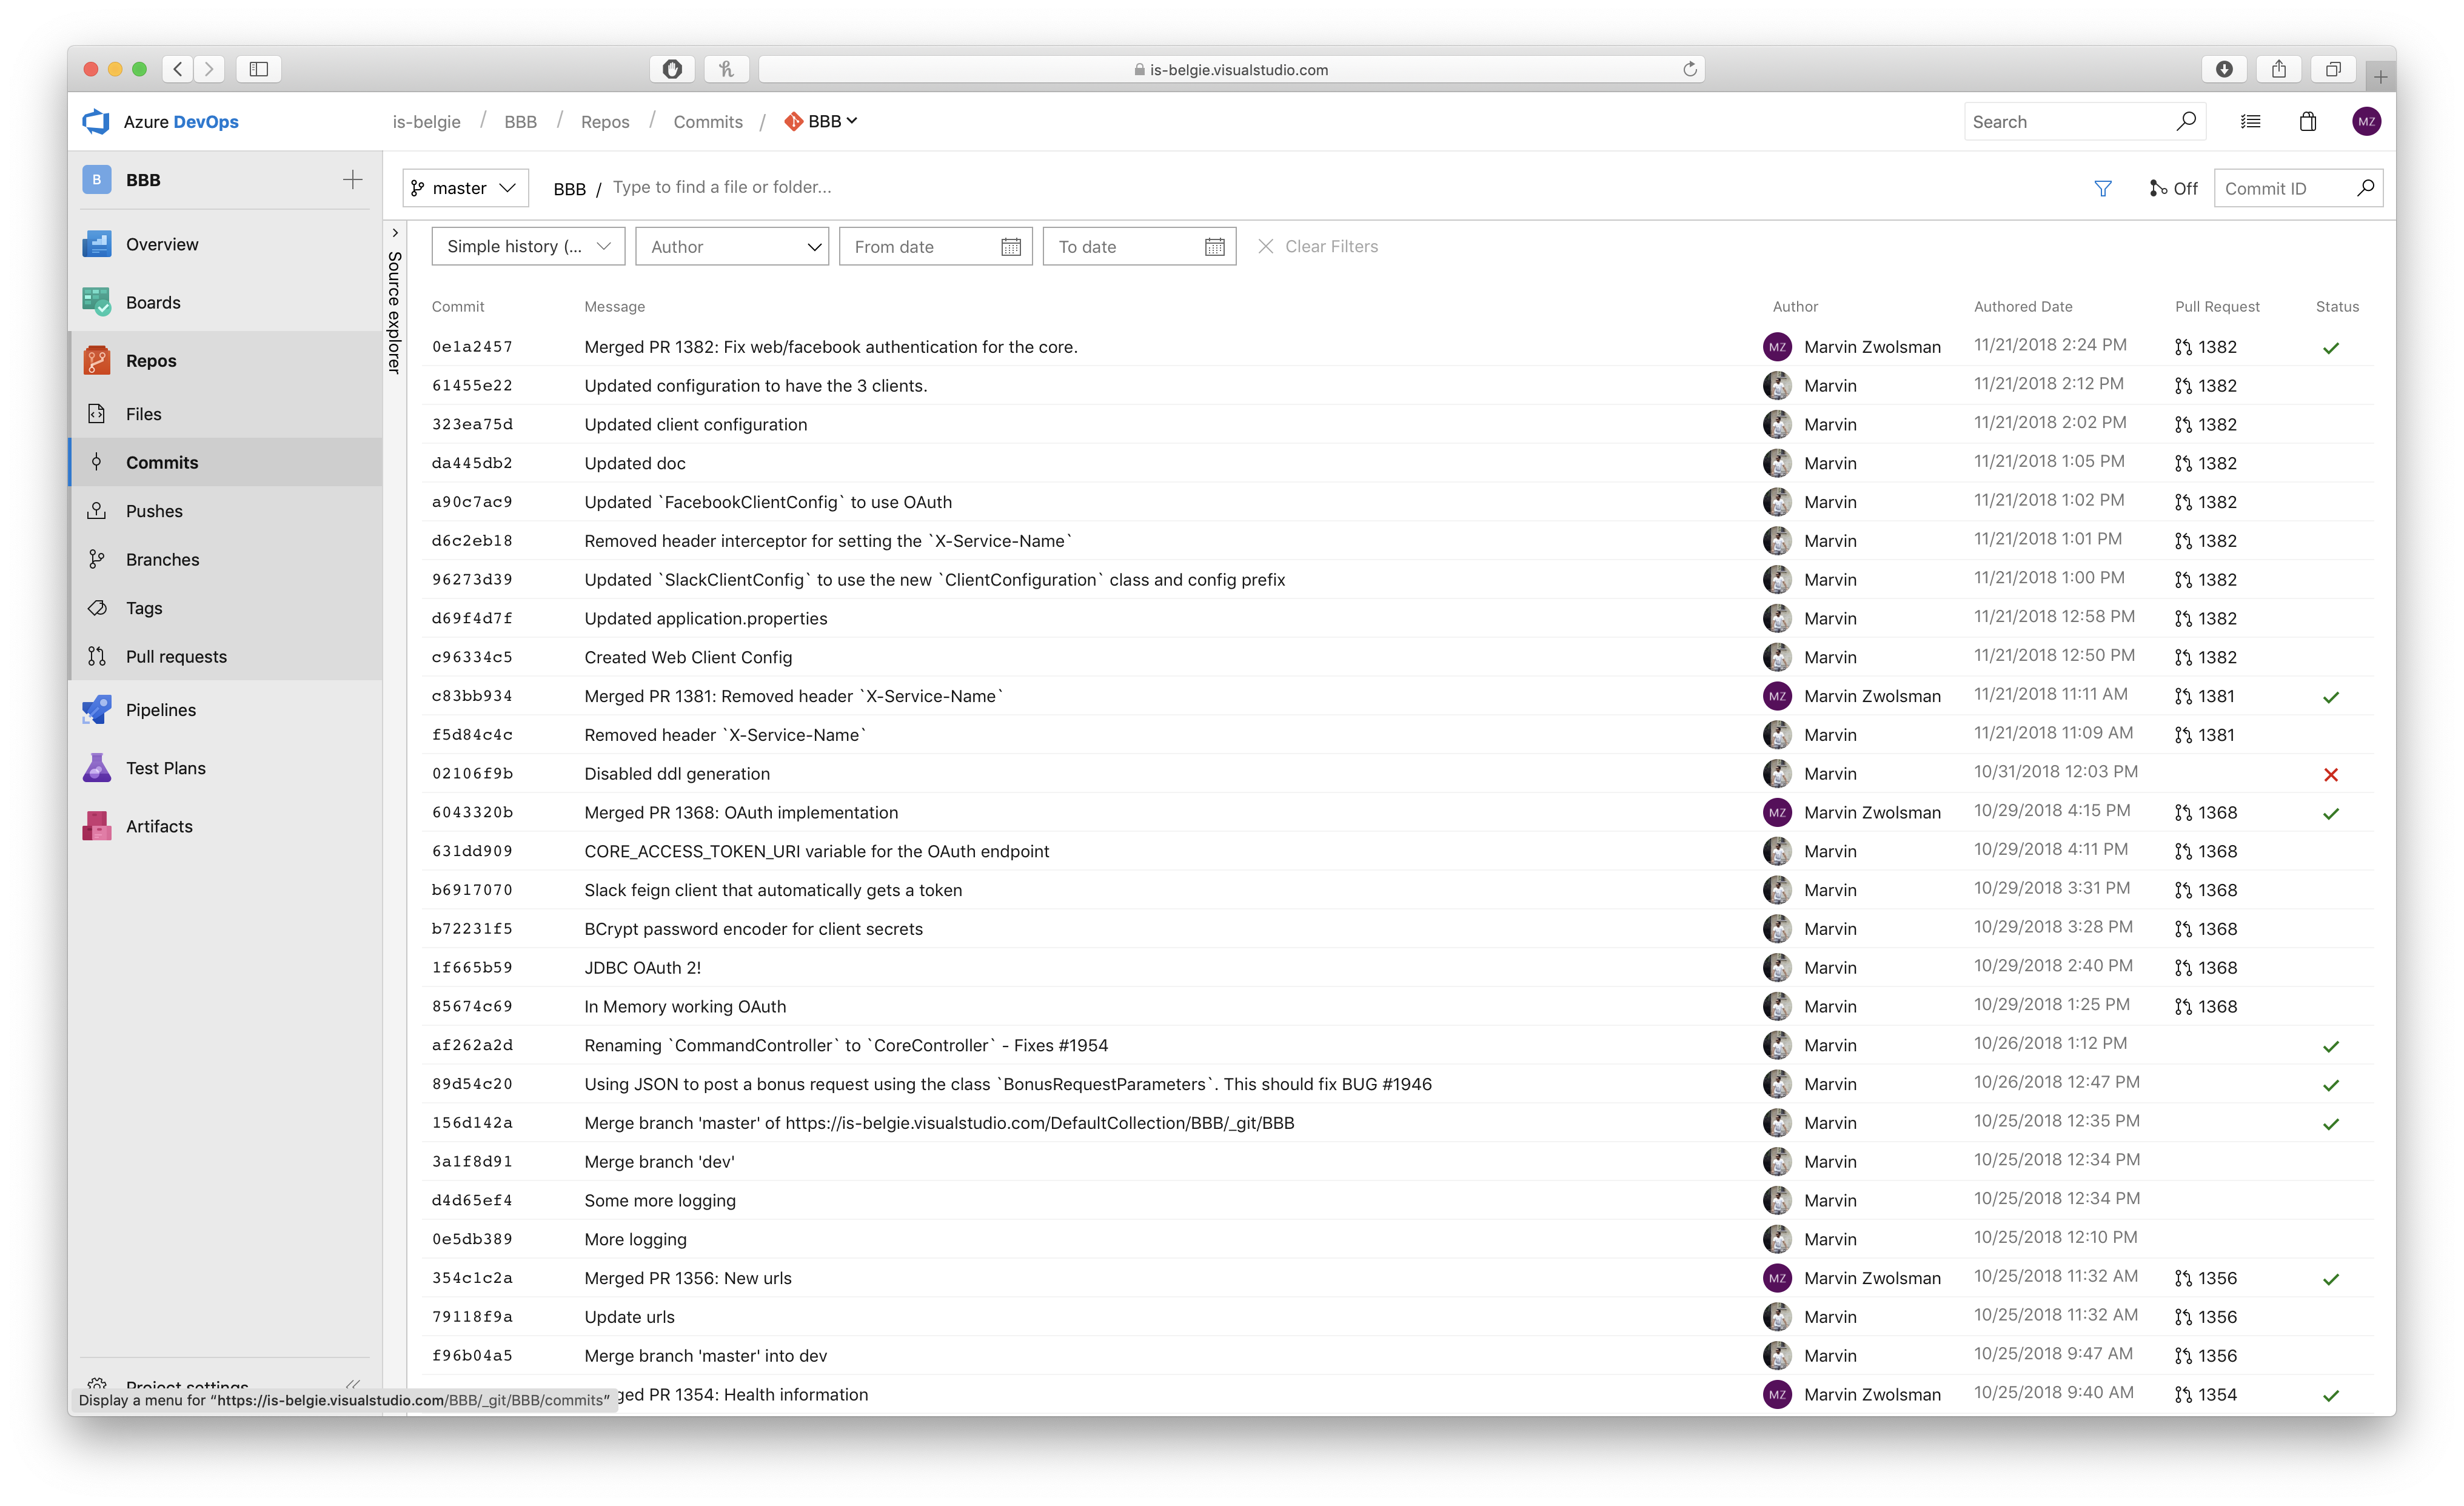 is-belgie.visualstudio.com
Azure DevOps
is-belgie / BBB / Repos / Commits / BBB
Search
MZ
B BBB
master
BBB / Type to find a file or folder...
Off
Commit ID
Overview
Boards
Repos
Files
Commits
Pushes
Branches
Tags
Pull requests
Pipelines
Test Plans
Artifacts
Project settings
Source explorer
Simple history (... Author From date To date Clear Filters
Commit Message Author Authored Date Pull Request Status
0e1a2457 Merged PR 1382: Fix web/facebook authentication for the core. MZ Marvin Zwolsman 11/21/2018 2:24 PM 1382
61455e22 Updated configuration to have the 3 clients. Marvin 11/21/2018 2:12 PM 1382
323ea75d Updated client configuration Marvin 11/21/2018 2:02 PM 1382
da445db2 Updated doc Marvin 11/21/2018 1:05 PM 1382
a90c7ac9 Updated `FacebookClientConfig` to use OAuth Marvin 11/21/2018 1:02 PM 1382
d6c2eb18 Removed header interceptor for setting the `X-Service-Name` Marvin 11/21/2018 1:01 PM 1382
96273d39 Updated `SlackClientConfig` to use the new `ClientConfiguration` class and config prefix Marvin 11/21/2018 1:00 PM 1382
d69f4d7f Updated application.properties Marvin 11/21/2018 12:58 PM 1382
c96334c5 Created Web Client Config Marvin 11/21/2018 12:50 PM 1382
c83bb934 Merged PR 1381: Removed header `X-Service-Name` MZ Marvin Zwolsman 11/21/2018 11:11 AM 1381
f5d84c4c Removed header `X-Service-Name` Marvin 11/21/2018 11:09 AM 1381
02106f9b Disabled ddl generation Marvin 10/31/2018 12:03 PM
6043320b Merged PR 1368: OAuth implementation MZ Marvin Zwolsman 10/29/2018 4:15 PM 1368
631dd909 CORE_ACCESS_TOKEN_URI variable for the OAuth endpoint Marvin 10/29/2018 4:11 PM 1368
b6917070 Slack feign client that automatically gets a token Marvin 10/29/2018 3:31 PM 1368
b72231f5 BCrypt password encoder for client secrets Marvin 10/29/2018 3:28 PM 1368
1f665b59 JDBC OAuth 2! Marvin 10/29/2018 2:40 PM 1368
85674c69 In Memory working OAuth Marvin 10/29/2018 1:25 PM 1368
af262a2d Renaming `CommandController` to `CoreController` - Fixes #1954 Marvin 10/26/2018 1:12 PM
89d54c20 Using JSON to post a bonus request using the class `BonusRequestParameters`. This should fix BUG #1946 Marvin 10/26/2018 12:47 PM
156d142a Merge branch 'master' of https://is-belgie.visualstudio.com/DefaultCollection/BBB/_git/BBB Marvin 10/25/2018 12:35 PM
3a1f8d91 Merge branch 'dev' Marvin 10/25/2018 12:34 PM
d4d65ef4 Some more logging Marvin 10/25/2018 12:34 PM
0e5db389 More logging Marvin 10/25/2018 12:10 PM
354c1c2a Merged PR 1356: New urls MZ Marvin Zwolsman 10/25/2018 11:32 AM 1356
79118f9a Update urls Marvin 10/25/2018 11:32 AM 1356
f96b04a5 Merge branch 'master' into dev Marvin 10/25/2018 9:47 AM 1356
ged PR 1354: Health information MZ Marvin Zwolsman 10/25/2018 9:40 AM 1354
Display a menu for “https://is-belgie.visualstudio.com/BBB/_git/BBB/commits”